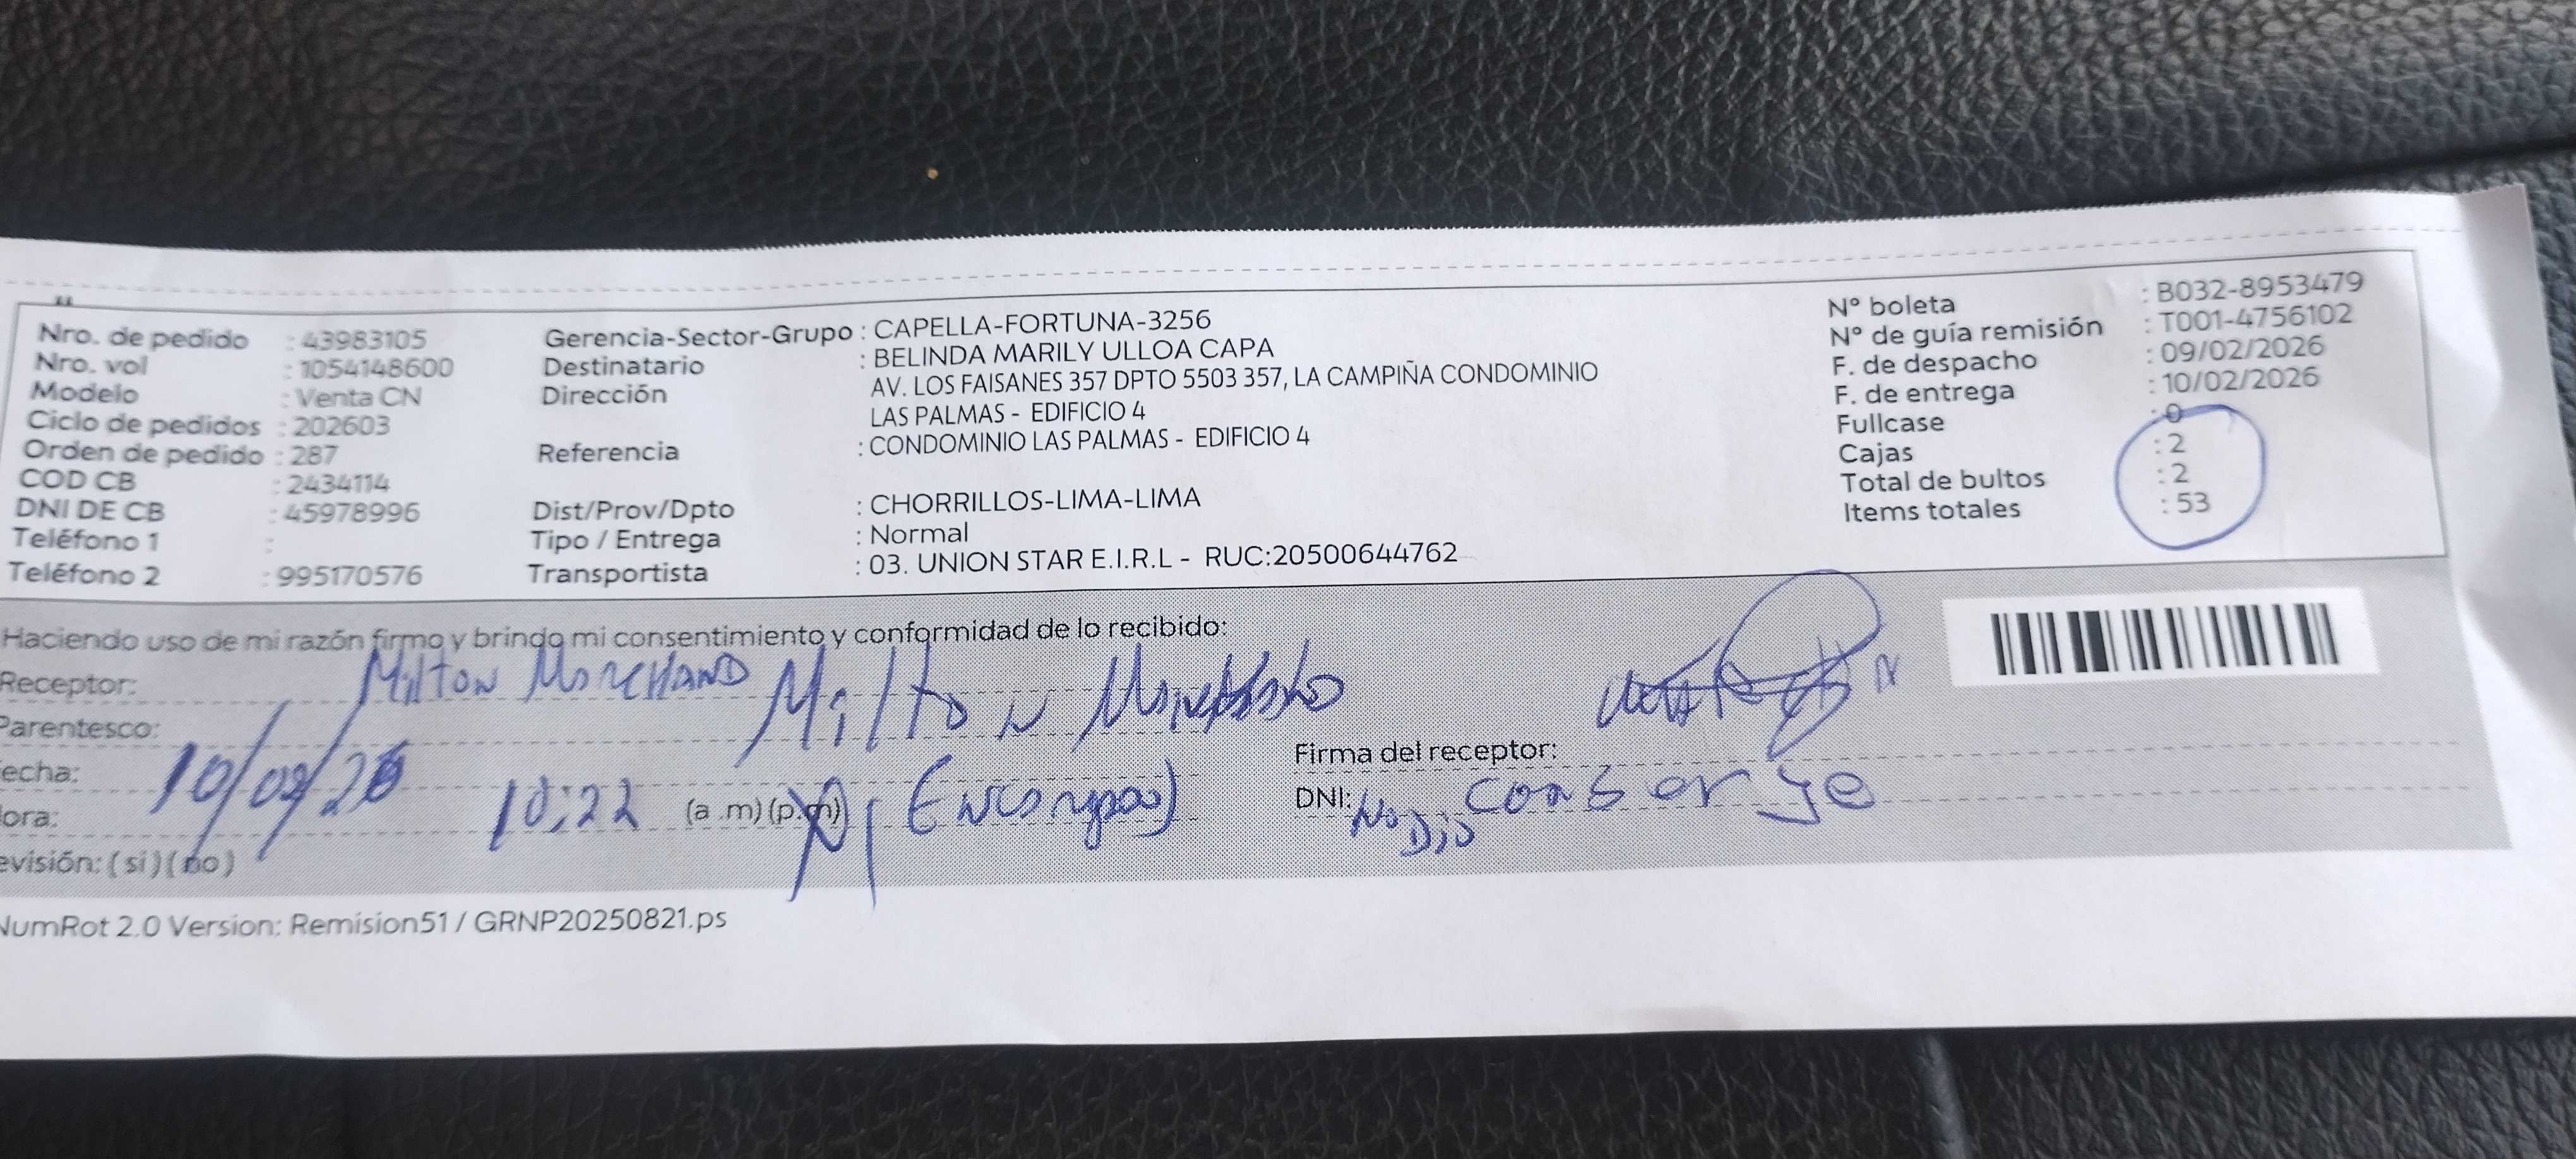 Nro. de pedido : 43983105
Nro. vol : 1054148600
Modelo : Venta CN
Ciclo de pedidos : 202603
Orden de pedido : 287
COD CB : 2434114
DNI DE CB : 45978996
Teléfono 1 :
Teléfono 2 : 995170576
Gerencia-Sector-Grupo : CAPELLA-FORTUNA-3256
Destinatario : BELINDA MARILY ULLOA CAPA
Dirección AV. LOS FAISANES 357 DPTO 5503 357, LA CAMPIÑA CONDOMINIO
LAS PALMAS - EDIFICIO 4
Referencia : CONDOMINIO LAS PALMAS - EDIFICIO 4
Dist/Prov/Dpto : CHORRILLOS-LIMA-LIMA
Tipo / Entrega : Normal
Transportista : 03. UNION STAR E.I.R.L - RUC:20500644762
N° boleta : B032-8953479
N° de guía remisión : T001-4756102
F. de despacho : 09/02/2026
F. de entrega : 10/02/2026
Fullcase : 0
Cajas : 2
Total de bultos : 2
Items totales : 53
Haciendo uso de mi razón firmo y brindo mi consentimiento y conformidad de lo recibido:
Receptor: MILTON Milton
Parentesco:
echa: 10/02/26
Firma del receptor:
ora: 10:22 (a.m) (p.m)
DNI: No Dio conserje
evisión: (si) (no)
NumRot 2.0 Version: Remision51 / GRNP20250821.ps